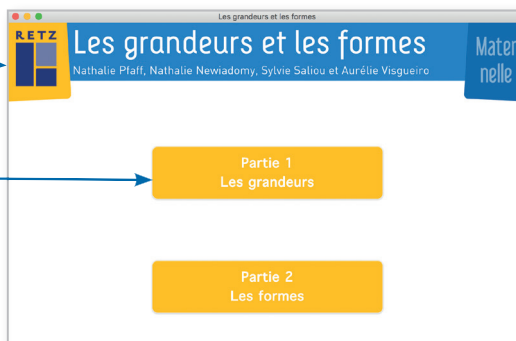 Les grandeurs et les formes
RETZ
Les grandeurs et les formes
Nathalie Pfaff, Nathalie Newiadomy, Sylvie Saliou et Aurélie Visgueiro
Mater
nelle
Partie 1
Les grandeurs
Partie 2
Les formes